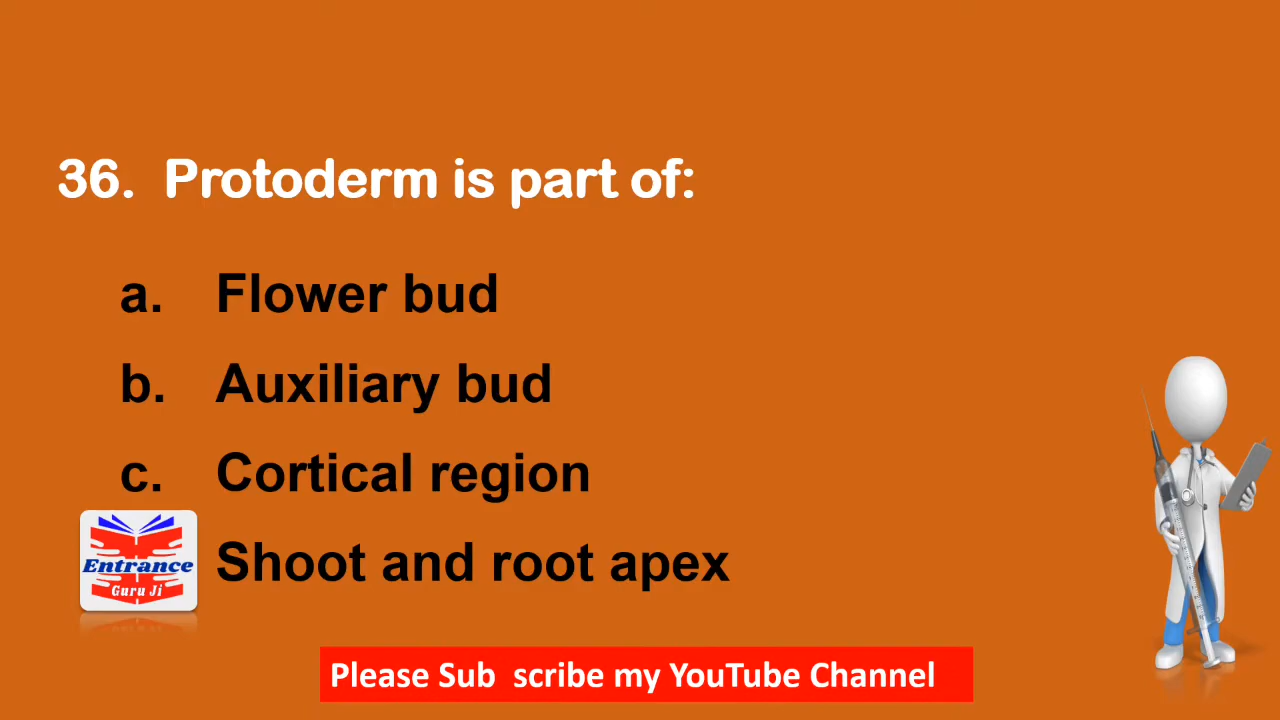 36. Protoderm is part of:
a. Flower bud
b. Auxiliary bud
c. Cortical region
Shoot and root apex
Entrance
Guru Ji
Please Sub scribe my YouTube Channel